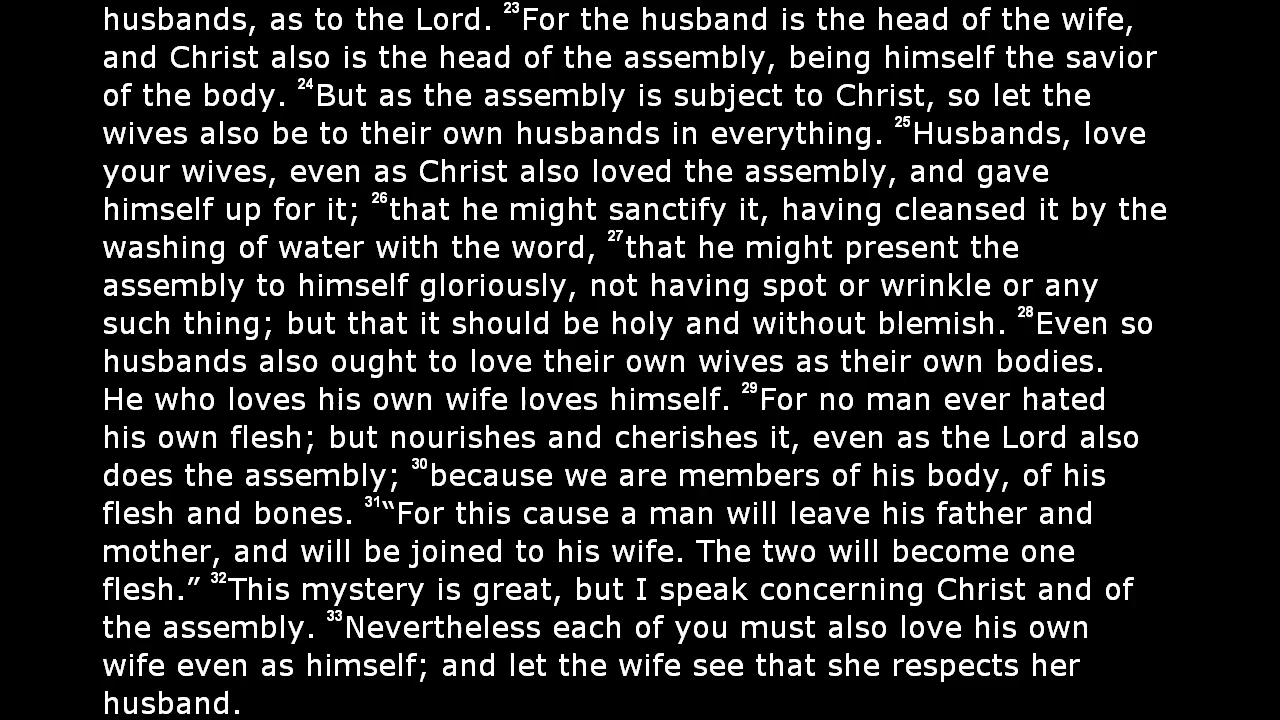 husbands, as to the Lord. 23For the husband is the head of the wife,
and Christ also is the head of the assembly, being himself the savior
of the body. 24But as the assembly is subject to Christ, so let the
wives also be to their own husbands in everything. 25Husbands, love
your wives, even as Christ also loved the assembly, and gave
himself up for it; 26that he might sanctify it, having cleansed it by the
washing of water with the word, 27that he might present the
assembly to himself gloriously, not having spot or wrinkle or any
such thing; but that it should be holy and without blemish. 28Even so
husbands also ought to love their own wives as their own bodies.
He who loves his own wife loves himself. 29For no man ever hated
his own flesh; but nourishes and cherishes it, even as the Lord also
does the assembly; 30because we are members of his body, of his
flesh and bones. 31“For this cause a man will leave his father and
mother, and will be joined to his wife. The two will become one
flesh.” 32This mystery is great, but I speak concerning Christ and of
the assembly. 33Nevertheless each of you must also love his own
wife even as himself; and let the wife see that she respects her
husband.